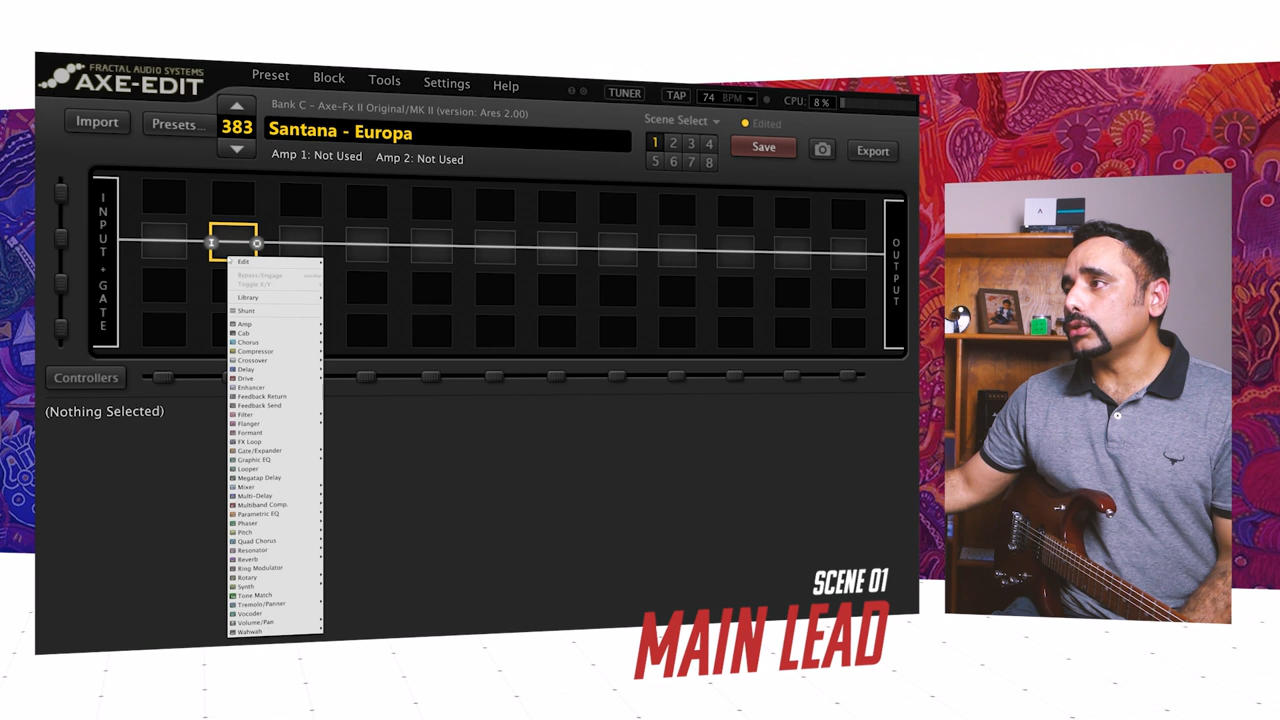 FRACTAL AUDIO SYSTEMS
AXE-EDIT
Preset Block Tools Settings Help
TUNER TAP 74 BPM CPU: 8 %
Import Presets... 383
Bank C - Axe-Fx II Original/MK II (version: Ares 2.00)
Santana - Europa
Amp 1: Not Used Amp 2: Not Used
Scene Select Edited
1 2 3 4
5 6 7 8
Save Export
INPUT + GATE
OUTPUT
I O
Controllers
(Nothing Selected)
Edit
Bypass/Engage
Toggle X/Y
Library
Shunt
Amp
Cab
Chorus
Compressor
Crossover
Delay
Drive
Enhancer
Feedback Return
Feedback Send
Filter
Flanger
Formant
FX Loop
Gate/Expander
Graphic EQ
Looper
Megatap Delay
Mixer
Multi-Delay
Multiband Comp.
Parametric EQ
Phaser
Pitch
Quad Chorus
Resonator
Reverb
Ring Modulator
Rotary
Synth
Tone Match
Tremolo/Panner
Vocoder
Volume/Pan
Wahwah
SCENE 01
MAIN LEAD